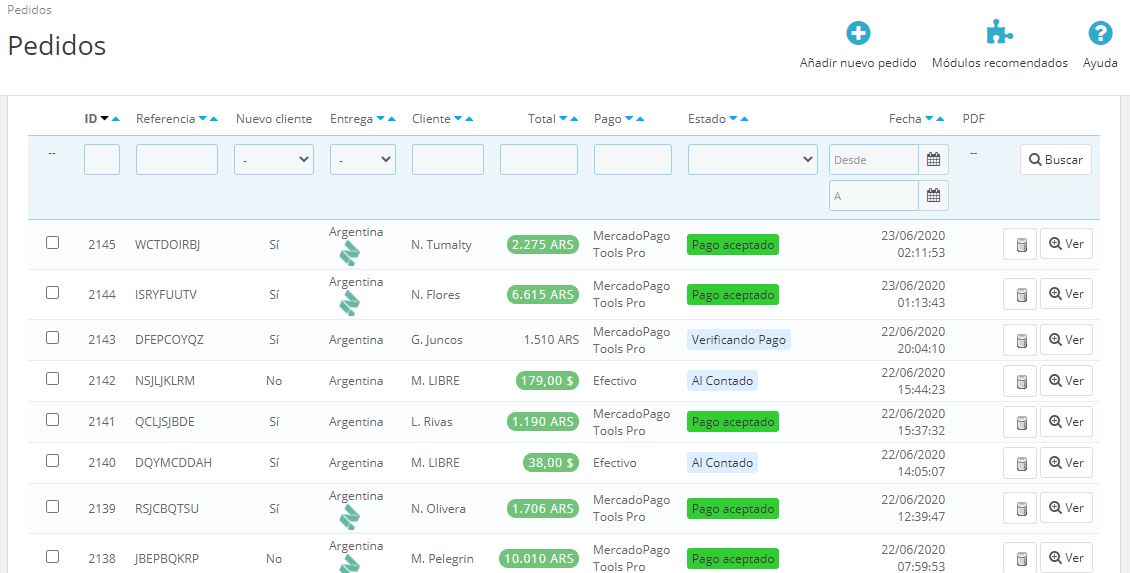 Pedidos
Pedidos
Añadir nuevo pedido
Módulos recomendados
Ayuda
ID Referencia Nuevo cliente Entrega Cliente Total Pago Estado Fecha PDF
-- - - Desde -- Buscar
A
2145 WCTDOIRBJ Sí Argentina N. Tumalty 2.275 ARS MercadoPago Tools Pro Pago aceptado 23/06/2020 02:11:53 Ver
2144 ISRYFUUTV Sí Argentina N. Flores 6.615 ARS MercadoPago Tools Pro Pago aceptado 23/06/2020 01:13:43 Ver
2143 DFEPCOYQZ Sí Argentina G. Juncos 1.510 ARS MercadoPago Tools Pro Verificando Pago 22/06/2020 20:04:10 Ver
2142 NSJLJKLRM No Argentina M. LIBRE 179,00 $ Efectivo Al Contado 22/06/2020 15:44:23 Ver
2141 QCLJSJBDE Sí Argentina L. Rivas 1.190 ARS MercadoPago Tools Pro Pago aceptado 22/06/2020 15:37:32 Ver
2140 DQYMCDDAH Sí Argentina M. LIBRE 38,00 $ Efectivo Al Contado 22/06/2020 14:05:07 Ver
2139 RSJCBQTSU Sí Argentina N. Olivera 1.706 ARS MercadoPago Tools Pro Pago aceptado 22/06/2020 12:39:47 Ver
2138 JBEPBQKRP No Argentina M. Pelegrin 10.010 ARS MercadoPago Tools Pro Pago aceptado 22/06/2020 07:59:53 Ver